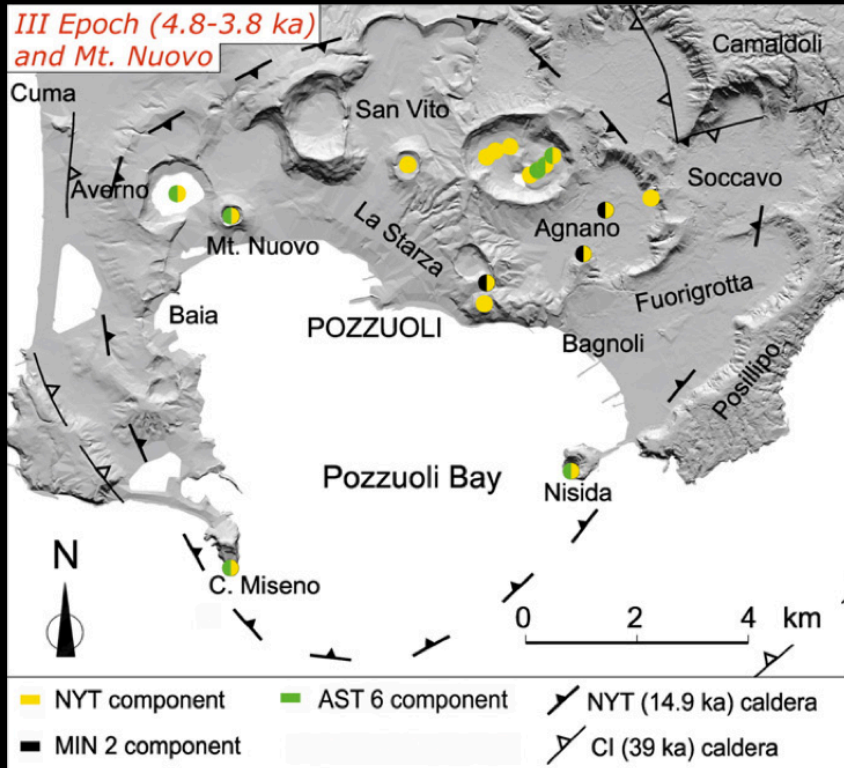 III Epoch (4.8-3.8 ka)
and Mt. Nuovo
Camaldoli
Cuma
San Vito
Soccavo
Averno
Agnano
Mt. Nuovo
La Starza
Fuorigrotta
Baia
POZZUOLI
Bagnoli
Posillipo
Pozzuoli Bay
Nisida
N
C. Miseno
0 2 4 km
NYT component
AST 6 component
NYT (14.9 ka) caldera
MIN 2 component
CI (39 ka) caldera